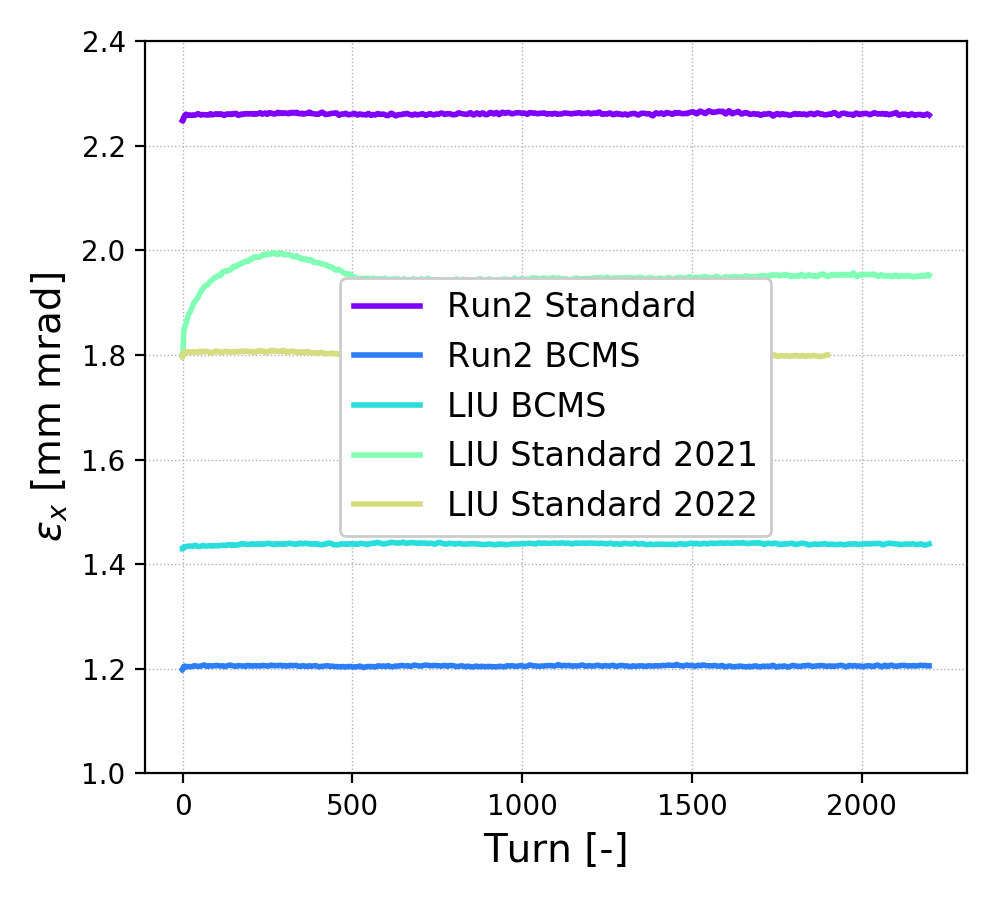 2.4
2.2
2.0
1.8
1.6
1.4
1.2
1.0
εx [mm mrad]
Run2 Standard
Run2 BCMS
LIU BCMS
LIU Standard 2021
LIU Standard 2022
0 500 1000 1500 2000
Turn [-]